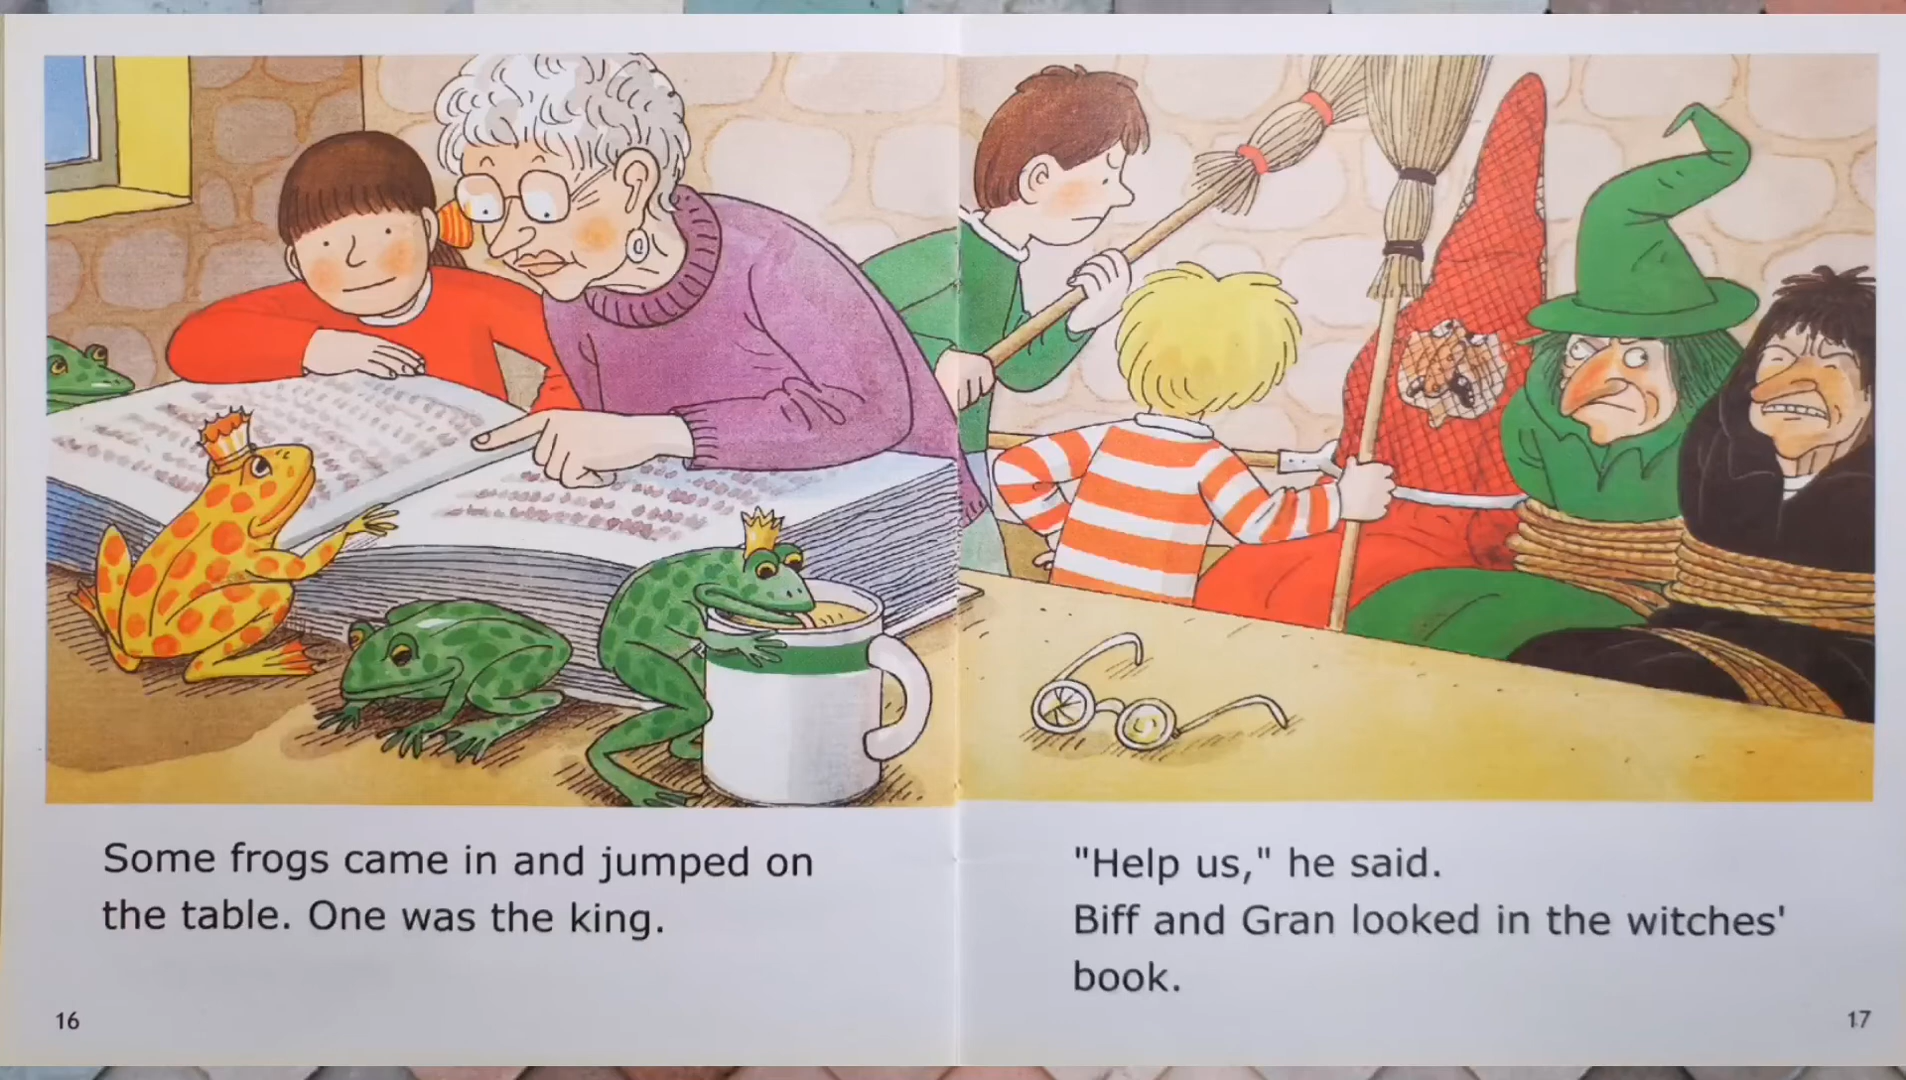 Some frogs came in and jumped on
the table. One was the king.
16
"Help us," he said.
Biff and Gran looked in the witches'
book.
17